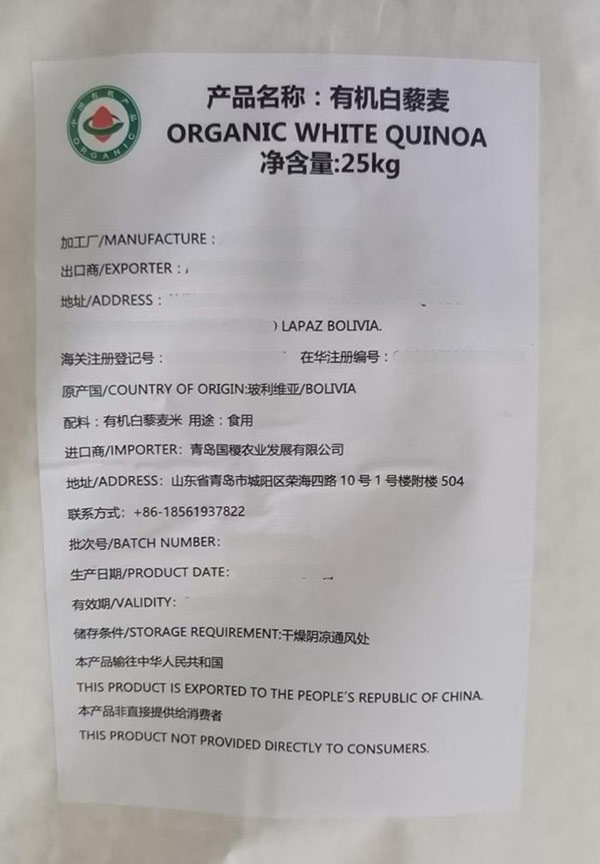 中国有机产品
ORGANIC
产品名称：有机白藜麦
ORGANIC WHITE QUINOA
净含量:25kg
加工厂/MANUFACTURE：
出口商/EXPORTER：
地址/ADDRESS：
LAPAZ BOLIVIA.
海关注册登记号： 在华注册编号：
原产国/COUNTRY OF ORIGIN:玻利维亚/BOLIVIA
配料：有机白藜麦米 用途：食用
进口商/IMPORTER: 青岛国稷农业发展有限公司
地址/ADDRESS: 山东省青岛市城阳区荣海四路 10 号 1 号楼附楼 504
联系方式: +86-18561937822
批次号/BATCH NUMBER:
生产日期/PRODUCT DATE:
有效期/VALIDITY:
储存条件/STORAGE REQUIREMENT:干燥阴凉通风处
本产品输往中华人民共和国
THIS PRODUCT IS EXPORTED TO THE PEOPLE´S REPUBLIC OF CHINA.
本产品非直接提供给消费者
THIS PRODUCT NOT PROVIDED DIRECTLY TO CONSUMERS.